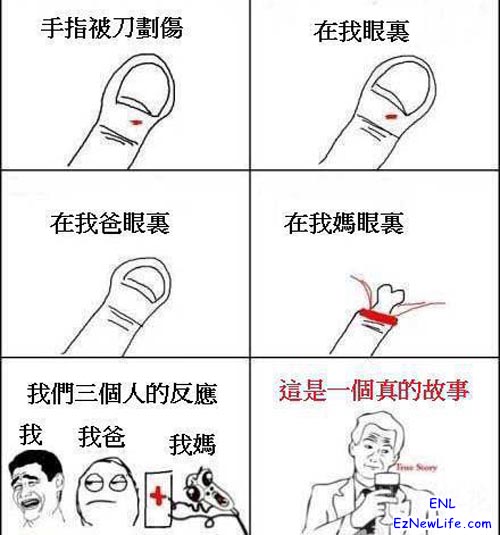 手指被刀劃傷
在我眼裏
在我爸眼裏
在我媽眼裏
我們三個人的反應
我
我爸
我媽
這是一個真的故事
True Story
ENL
EzNewLife.com